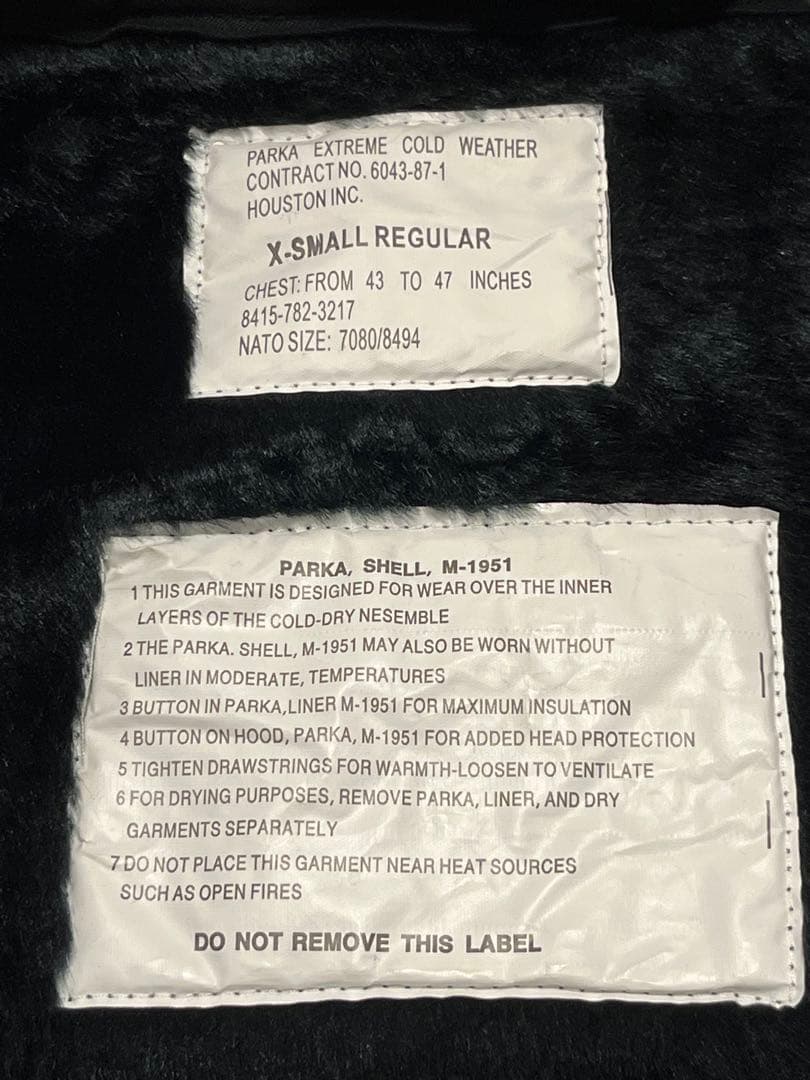 PARKA EXTREME COLD WEATHER
CONTRACT NO. 6043-87-1
HOUSTON INC.
X-SMALL REGULAR
CHEST: FROM 43 TO 47 INCHES
8415-782-3217
NATO SIZE: 7080/8494
PARKA, SHELL, M-1951
1 THIS GARMENT IS DESIGNED FOR WEAR OVER THE INNER
LAYERS OF THE COLD-DRY NESEMBLE
2 THE PARKA. SHELL, M-1951 MAY ALSO BE WORN WITHOUT
LINER IN MODERATE, TEMPERATURES
3 BUTTON IN PARKA,LINER M-1951 FOR MAXIMUM INSULATION
4 BUTTON ON HOOD, PARKA, M-1951 FOR ADDED HEAD PROTECTION
5 TIGHTEN DRAWSTRINGS FOR WARMTH-LOOSEN TO VENTILATE
6 FOR DRYING PURPOSES, REMOVE PARKA, LINER, AND DRY
GARMENTS SEPARATELY
7 DO NOT PLACE THIS GARMENT NEAR HEAT SOURCES
SUCH AS OPEN FIRES
DO NOT REMOVE THIS LABEL